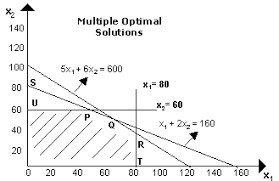 x₂
Multiple Optimal
Solutions
140
120
100
80
60
40
20
0
S
U
P
Q
R
T
5x₁ + 6x₂ = 600
x₁ = 80
x₂ = 60
x₁ + 2x₂ = 160
20 40 60 80 100 120 140 160
x₁